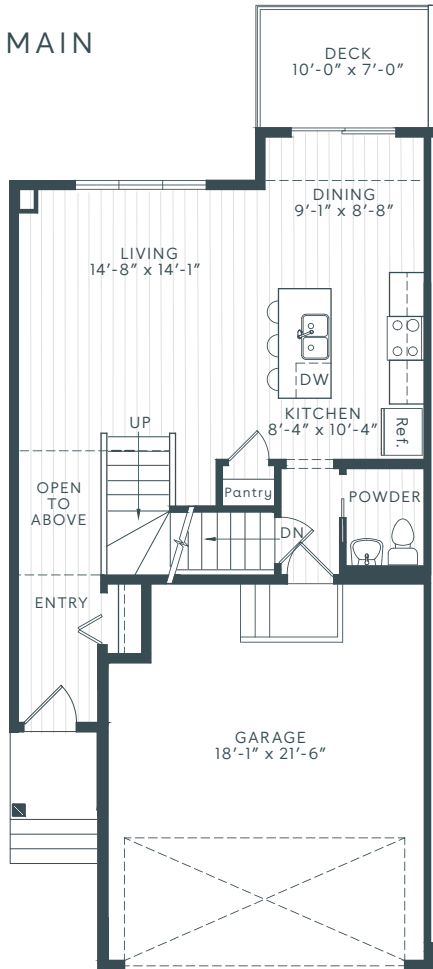 MAIN
DECK
10'-0" x 7'-0"
DINING
9'-1" x 8'-8"
LIVING
14'-8" x 14'-1"
DW
KITCHEN
8'-4" x 10'-4"
Ref.
UP
Pantry
POWDER
OPEN
TO
ABOVE
DN
ENTRY
GARAGE
18'-1" x 21'-6"